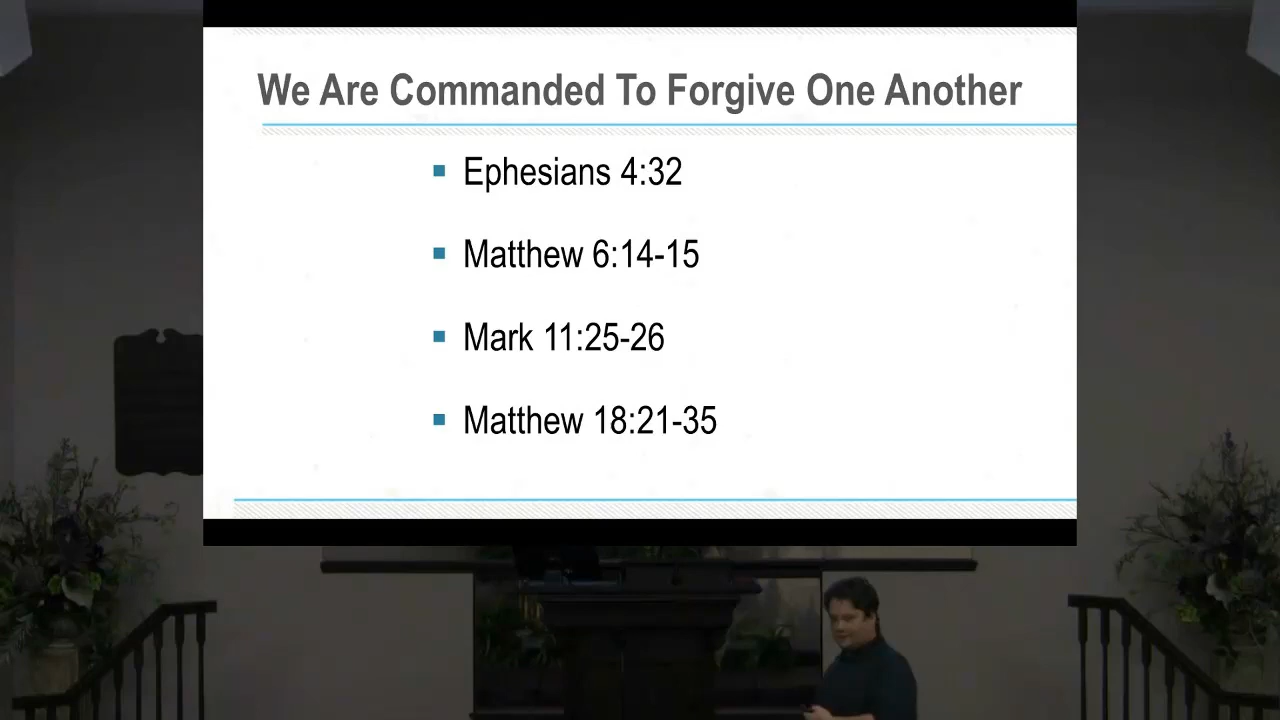 We Are Commanded To Forgive One Another
Ephesians 4:32
Matthew 6:14-15
Mark 11:25-26
Matthew 18:21-35